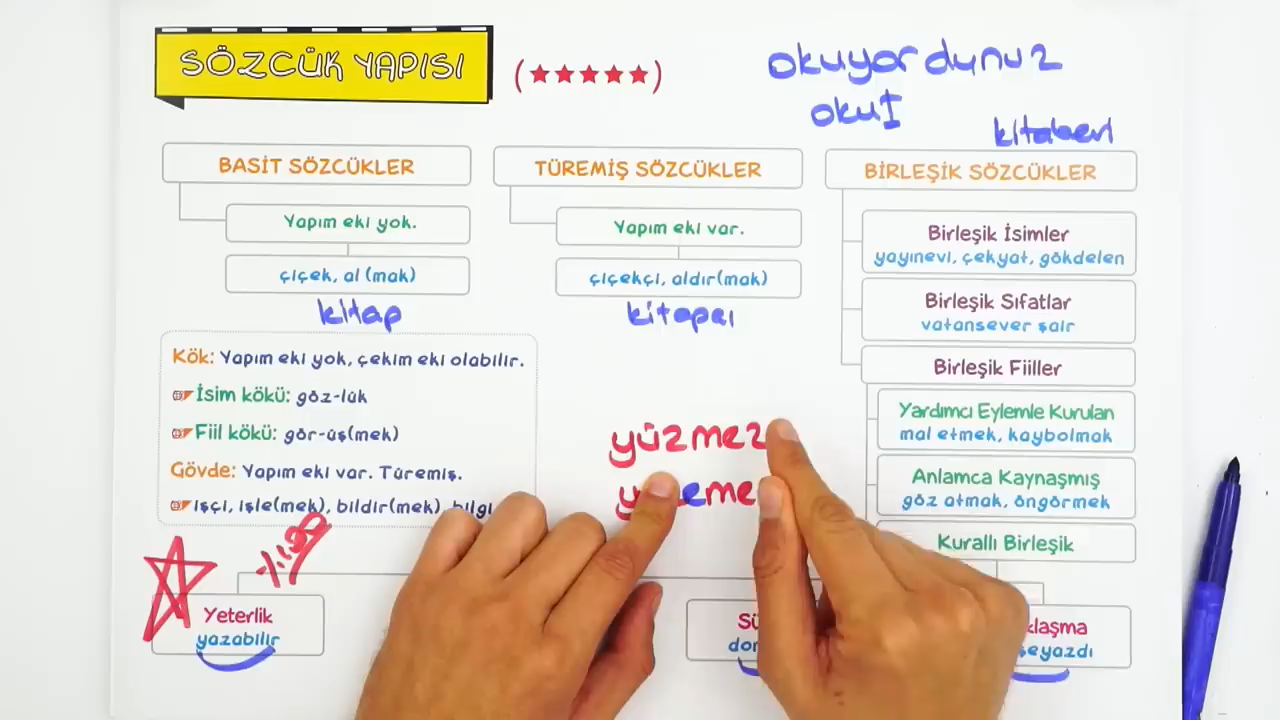 SÖZCÜK YAPISI (★★★★★)
okuyordunuz
oku
kitabevi
BASİT SÖZCÜKLER
Yapım eki yok.
çiçek, al (mak)
kitap
TÜREMİŞ SÖZCÜKLER
Yapım eki var.
çiçekçi, aldır(mak)
kitapçı
BİRLEŞİK SÖZCÜKLER
Birleşik İsimler
yayınevi, çekyat, gökdelen
Birleşik Sıfatlar
vatansever şair
Birleşik Fiiller
Yardımcı Eylemle Kurulan
mal etmek, kaybolmak
Anlamca Kaynaşmış
göz atmak, öngörmek
Kurallı Birleşik
Kök: Yapım eki yok, çekim eki olabilir.
İsim kökü: göz-lük
Fiil kökü: gör-üş(mek)
Gövde: Yapım eki var. Türemiş.
işçi, işle(mek), bildir(mek), bilgi
yüzmez
Yeterlik
yazabilir